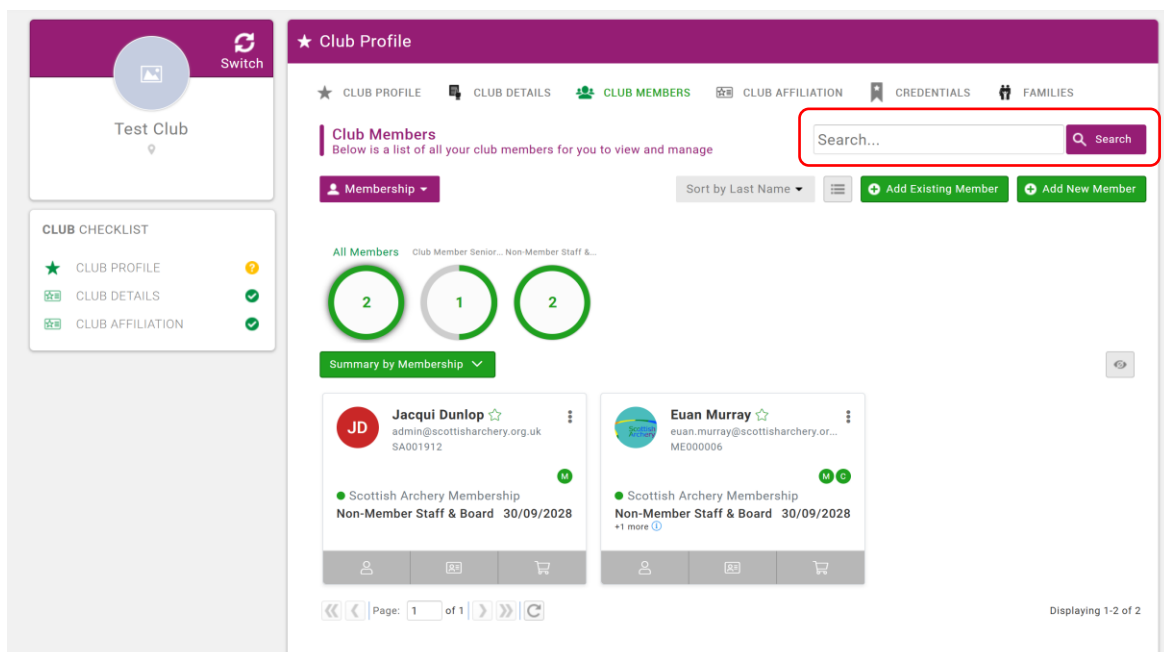 Switch
Test Club
CLUB CHECKLIST
CLUB PROFILE
CLUB DETAILS
CLUB AFFILIATION
Club Profile
CLUB PROFILE CLUB DETAILS CLUB MEMBERS CLUB AFFILIATION CREDENTIALS FAMILIES
Club Members
Below is a list of all your club members for you to view and manage
Search... Search
Membership Sort by Last Name Add Existing Member Add New Member
All Members Club Member Senior... Non-Member Staff &...
2 1 2
Summary by Membership
JD
Jacqui Dunlop
admin@scottisharchery.org.uk
SA001912
M
Scottish Archery Membership
Non-Member Staff & Board 30/09/2028
Scottish
Archery
Euan Murray
euan.murray@scottisharchery.or...
ME000006
M C
Scottish Archery Membership
Non-Member Staff & Board 30/09/2028
+1 more
Page: 1 of 1
Displaying 1-2 of 2